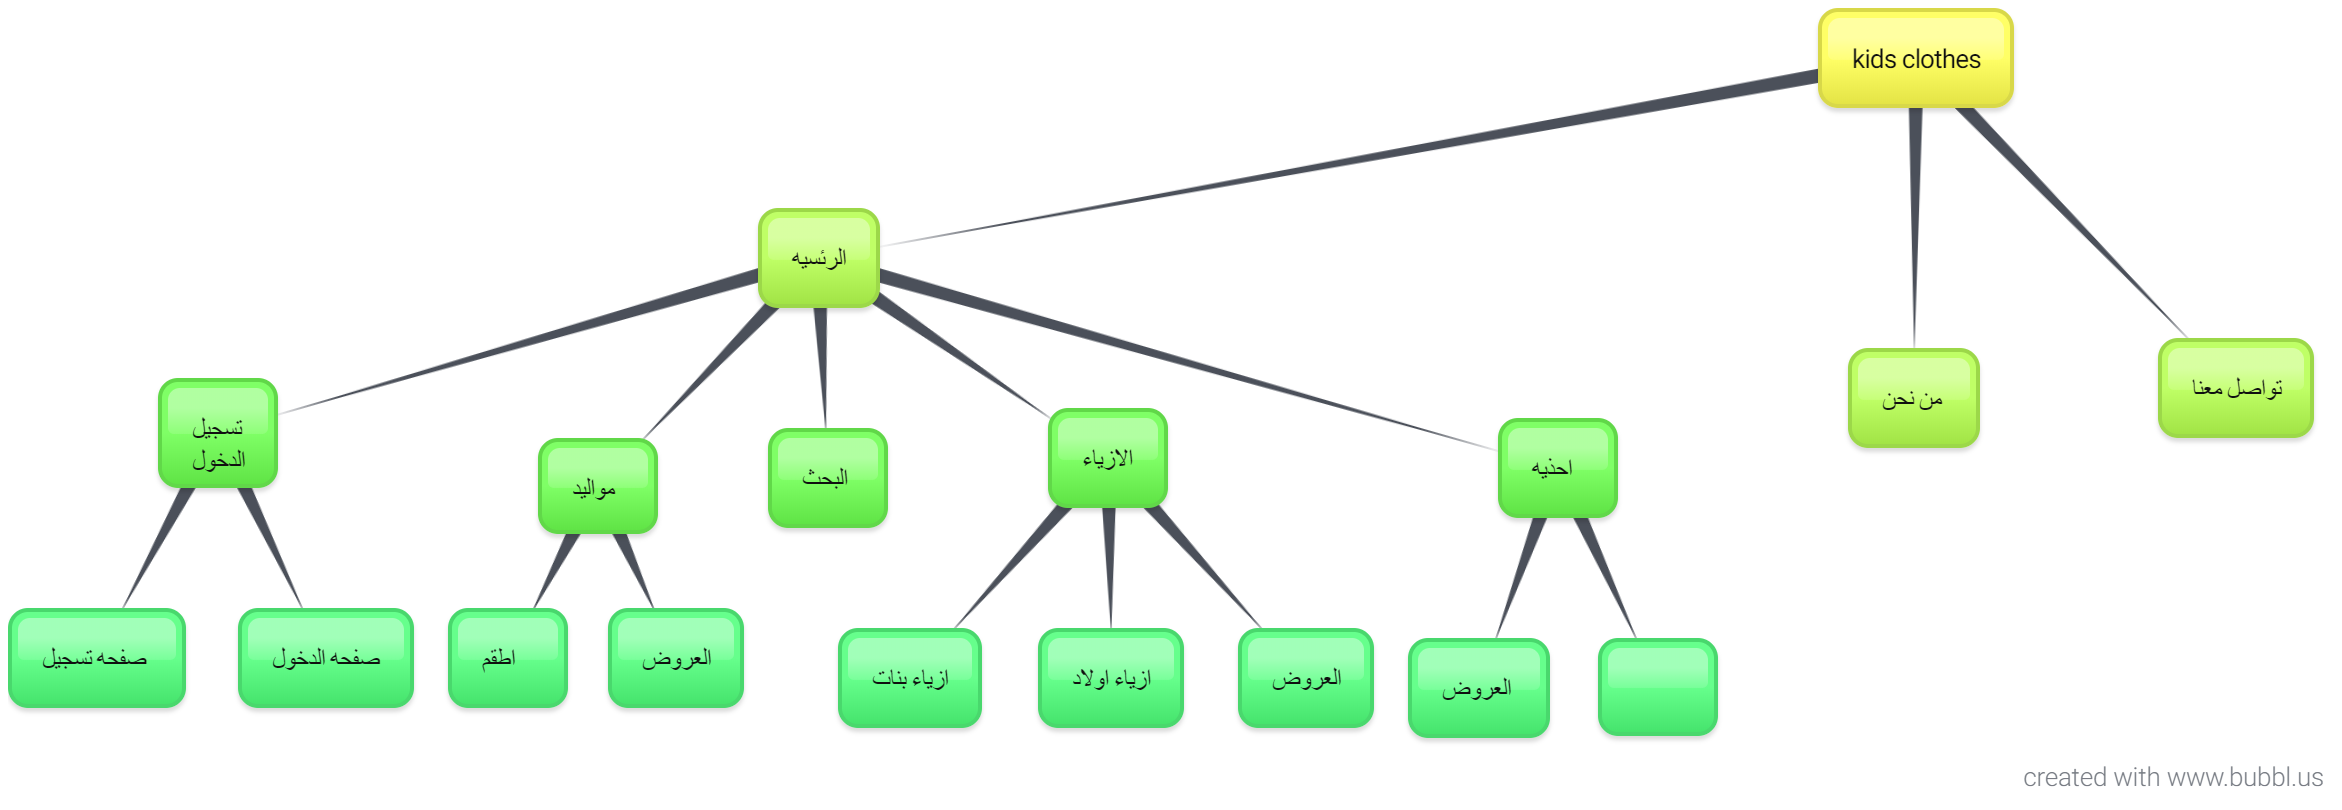 kids clothes
الرئسيه
من نحن
تواصل معنا
تسجيل
الدخول
مواليد
البحث
الازياء
احذيه
صفحه تسجيل
صفحه الدخول
اطقم
العروض
ازياء بنات
ازياء اولاد
العروض
العروض
created with www.bubbl.us